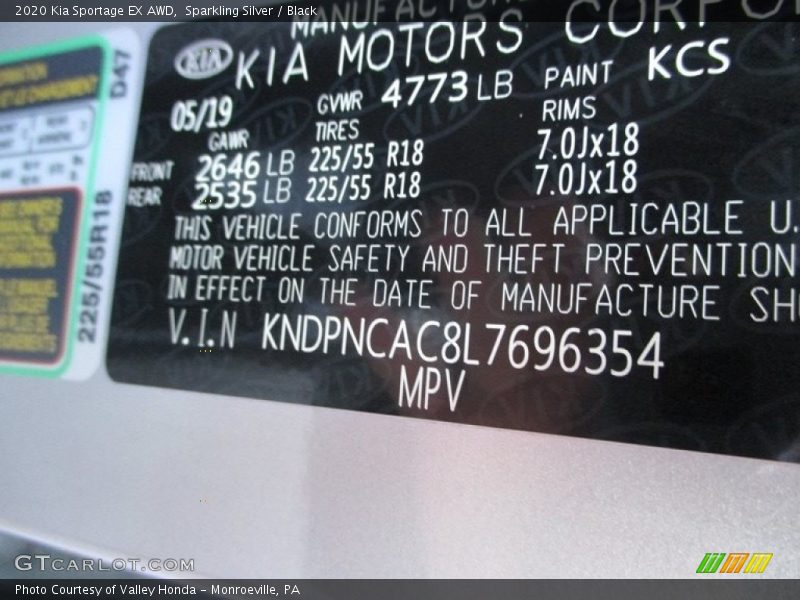 2020 Kia Sportage EX AWD, Sparkling Silver / Black
KIA
KIA MOTORS CORPO
05/19
GVWR 4773 LB
PAINT KCS
GAWR
TIRES
RIMS
FRONT 2646 LB 225/55 R18 7.0Jx18
REAR 2535 LB 225/55 R18 7.0Jx18
THIS VEHICLE CONFORMS TO ALL APPLICABLE U.
MOTOR VEHICLE SAFETY AND THEFT PREVENTION
IN EFFECT ON THE DATE OF MANUFACTURE SH
V.I.N KNDPNCAC8L7696354
MPV
D47
225/55R18
GTCARLOT.COM
Photo Courtesy of Valley Honda - Monroeville, PA